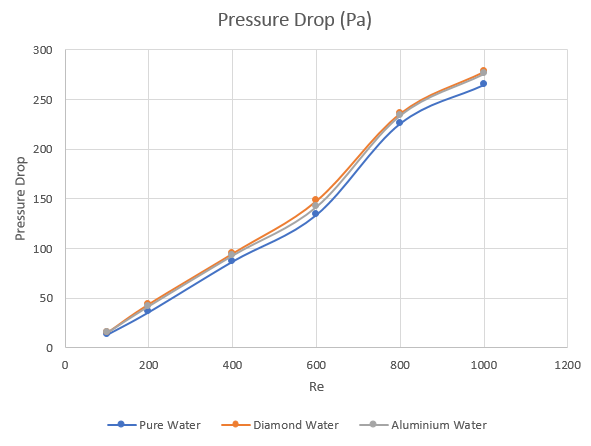 Pressure Drop (Pa)
300
250
200
150
100
50
0
Pressure Drop
0 200 400 600 800 1000 1200
Re
Pure Water Diamond Water Aluminium Water